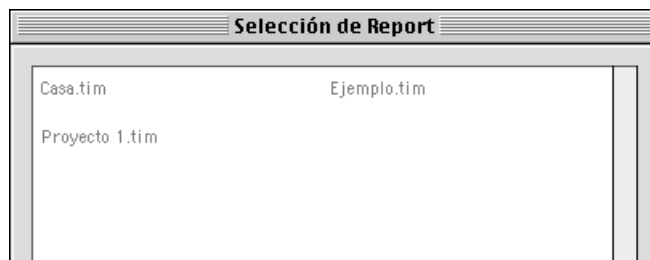 Selección de Report
Casa.tim Ejemplo.tim
Proyecto 1.tim